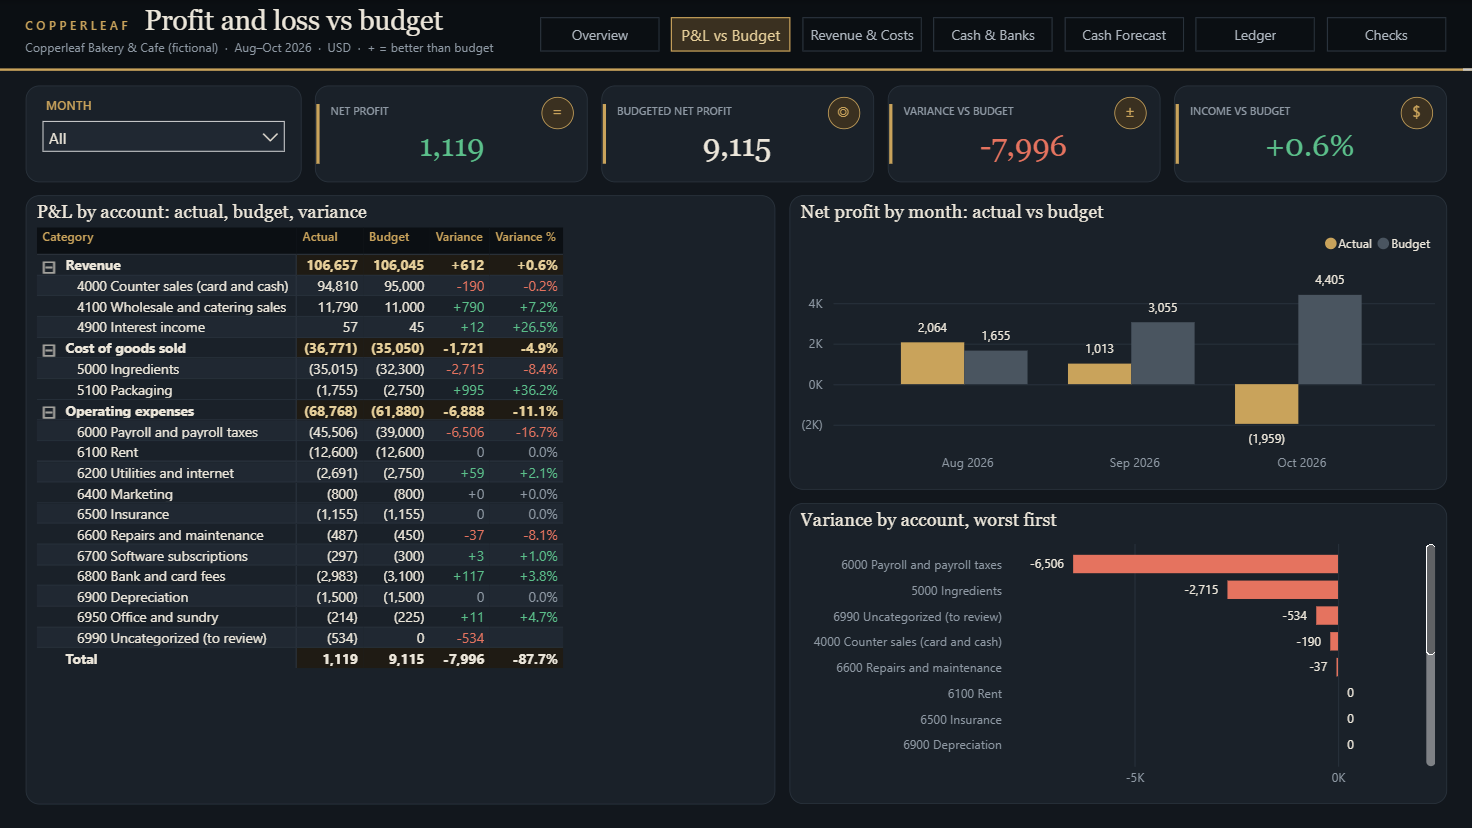 COPPERLEAF Profit and loss vs budget
Copperleaf Bakery & Cafe (fictional) · Aug–Oct 2026 · USD · + = better than budget
Overview
P&L vs Budget
Revenue & Costs
Cash & Banks
Cash Forecast
Ledger
Checks
MONTH
All
NET PROFIT
=
1,119
BUDGETED NET PROFIT
9,115
VARIANCE VS BUDGET
±
-7,996
INCOME VS BUDGET
$
+0.6%
P&L by account: actual, budget, variance
Category Actual Budget Variance Variance %
Revenue 106,657 106,045 +612 +0.6%
4000 Counter sales (card and cash) 94,810 95,000 -190 -0.2%
4100 Wholesale and catering sales 11,790 11,000 +790 +7.2%
4900 Interest income 57 45 +12 +26.5%
Cost of goods sold (36,771) (35,050) -1,721 -4.9%
5000 Ingredients (35,015) (32,300) -2,715 -8.4%
5100 Packaging (1,755) (2,750) +995 +36.2%
Operating expenses (68,768) (61,880) -6,888 -11.1%
6000 Payroll and payroll taxes (45,506) (39,000) -6,506 -16.7%
6100 Rent (12,600) (12,600) 0 0.0%
6200 Utilities and internet (2,691) (2,750) +59 +2.1%
6400 Marketing (800) (800) +0 +0.0%
6500 Insurance (1,155) (1,155) 0 0.0%
6600 Repairs and maintenance (487) (450) -37 -8.1%
6700 Software subscriptions (297) (300) +3 +1.0%
6800 Bank and card fees (2,983) (3,100) +117 +3.8%
6900 Depreciation (1,500) (1,500) 0 0.0%
6950 Office and sundry (214) (225) +11 +4.7%
6990 Uncategorized (to review) (534) 0 -534
Total 1,119 9,115 -7,996 -87.7%
Net profit by month: actual vs budget
Actual Budget
4K
2K
0K
(2K)
2,064
1,655
1,013
3,055
(1,959)
4,405
Aug 2026
Sep 2026
Oct 2026
Variance by account, worst first
6000 Payroll and payroll taxes -6,506
5000 Ingredients -2,715
6990 Uncategorized (to review) -534
4000 Counter sales (card and cash) -190
6600 Repairs and maintenance -37
6100 Rent 0
6500 Insurance 0
6900 Depreciation 0
-5K 0K